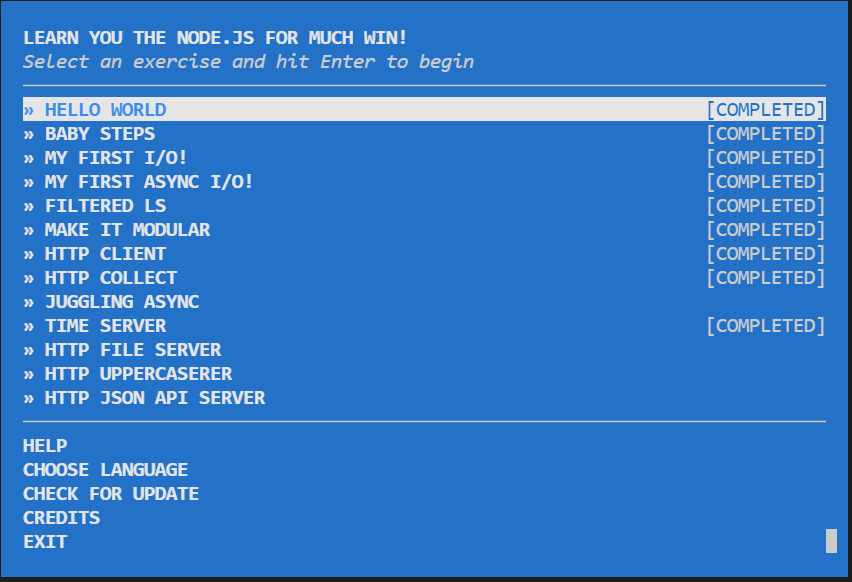 LEARN YOU THE NODE.JS FOR MUCH WIN!
Select an exercise and hit Enter to begin
» HELLO WORLD [COMPLETED]
» BABY STEPS [COMPLETED]
» MY FIRST I/O! [COMPLETED]
» MY FIRST ASYNC I/O! [COMPLETED]
» FILTERED LS [COMPLETED]
» MAKE IT MODULAR [COMPLETED]
» HTTP CLIENT [COMPLETED]
» HTTP COLLECT [COMPLETED]
» JUGGLING ASYNC
» TIME SERVER [COMPLETED]
» HTTP FILE SERVER
» HTTP UPPERCASERER
» HTTP JSON API SERVER
HELP
CHOOSE LANGUAGE
CHECK FOR UPDATE
CREDITS
EXIT